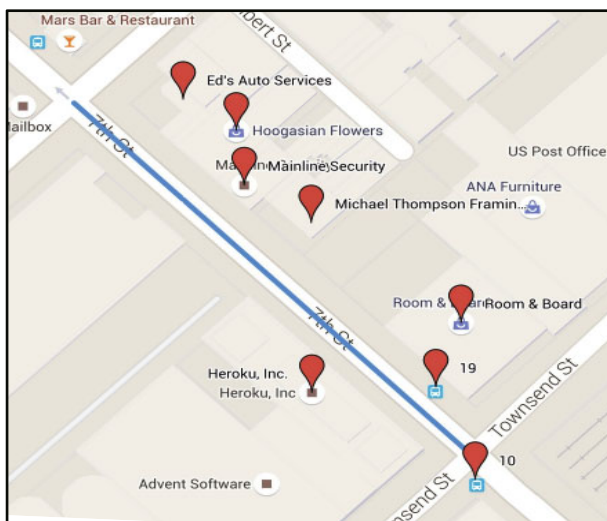 Mars Bar & Restaurant
bert St
Ed's Auto Services
Mailbox
7th St
Hoogasian Flowers
Mainline Security
US Post Office
ANA Furniture
Michael Thompson Framin...
7th St
Room & Board
19
Heroku, Inc.
Heroku, Inc
Townsend St
10
Advent Software
nsend St